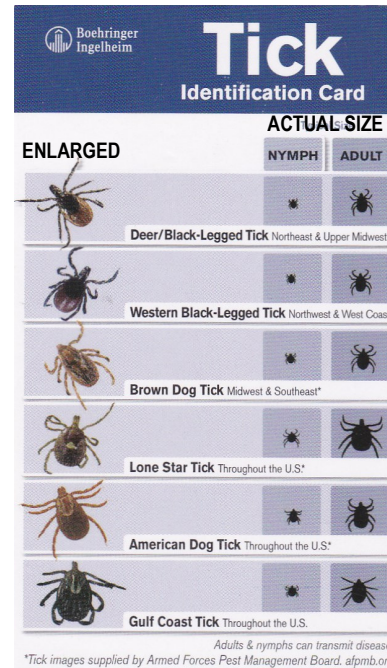 Boehringer
Ingelheim
Tick
Identification Card
ACTUAL SIZE
ENLARGED
NYMPH
ADULT
Deer/Black-Legged Tick Northeast & Upper Midwest
Western Black-Legged Tick Northwest & West Coas
Brown Dog Tick Midwest & Southeast*
Lone Star Tick Throughout the U.S.*
American Dog Tick Throughout the U.S.*
Gulf Coast Tick Throughout the U.S.
Adults & nymphs can transmit diseas
*Tick images supplied by Armed Forces Pest Management Board. afpmb.o